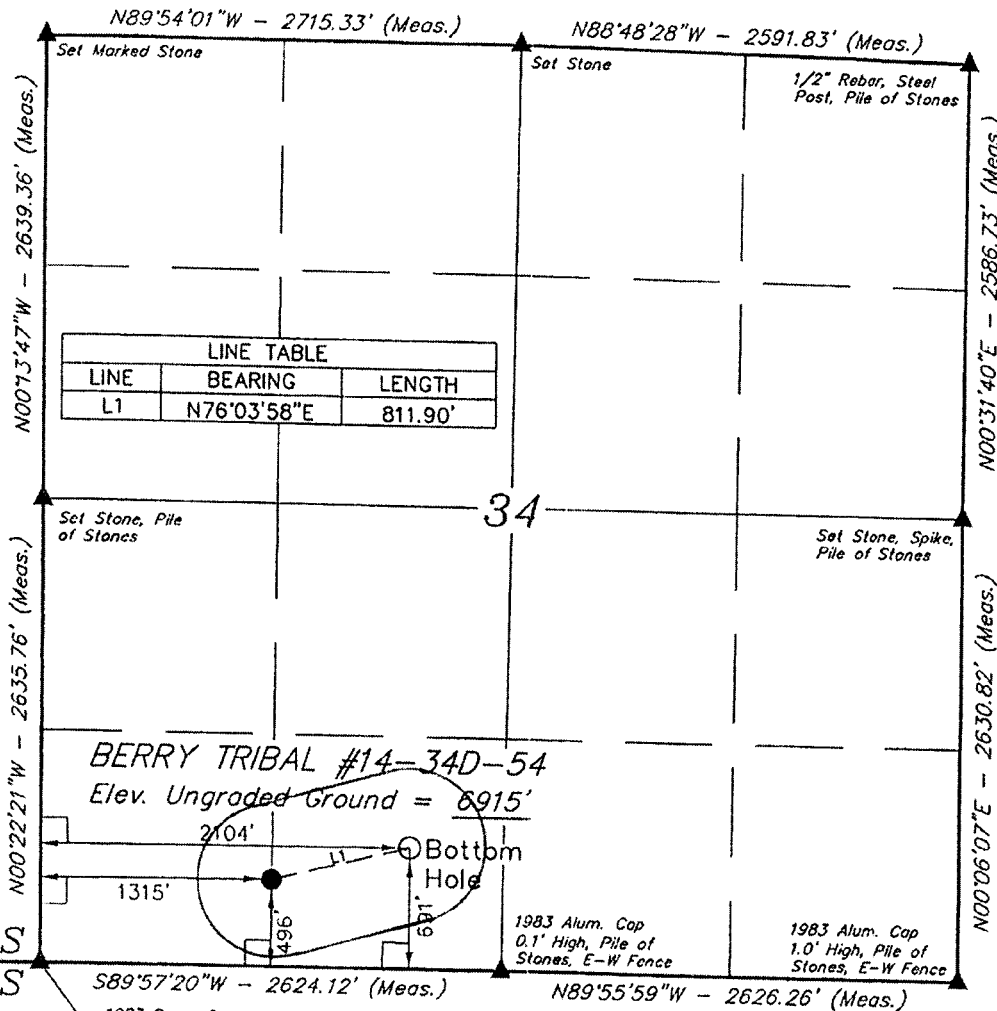 N89°54'01"W - 2715.33' (Meas.)
N88°48'28"W - 2591.83' (Meas.)
Set Marked Stone
Set Stone
1/2" Rebar, Steel
Post, Pile of Stones
N00°13'47"W - 2639.36' (Meas.)
N00°31'40"E - 2586.73' (Meas.)
LINE TABLE
LINE BEARING LENGTH
L1 N76°03'58"E 811.90'
34
Set Stone, Pile
of Stones
Set Stone, Spike,
Pile of Stones
N00°22'21"W - 2635.76' (Meas.)
N00°06'07"E - 2630.82' (Meas.)
BERRY TRIBAL #14-34D-54
Elev. Ungraded Ground = 6915'
2104'
L1
Bottom
Hole
1315'
496'
691'
1983 Alum. Cap
0.1' High, Pile of
Stones, E-W Fence
1983 Alum. Cap
1.0' High, Pile of
Stones, E-W Fence
S
S
S89°57'20"W - 2624.12' (Meas.)
N89°55'59"W - 2626.26' (Meas.)